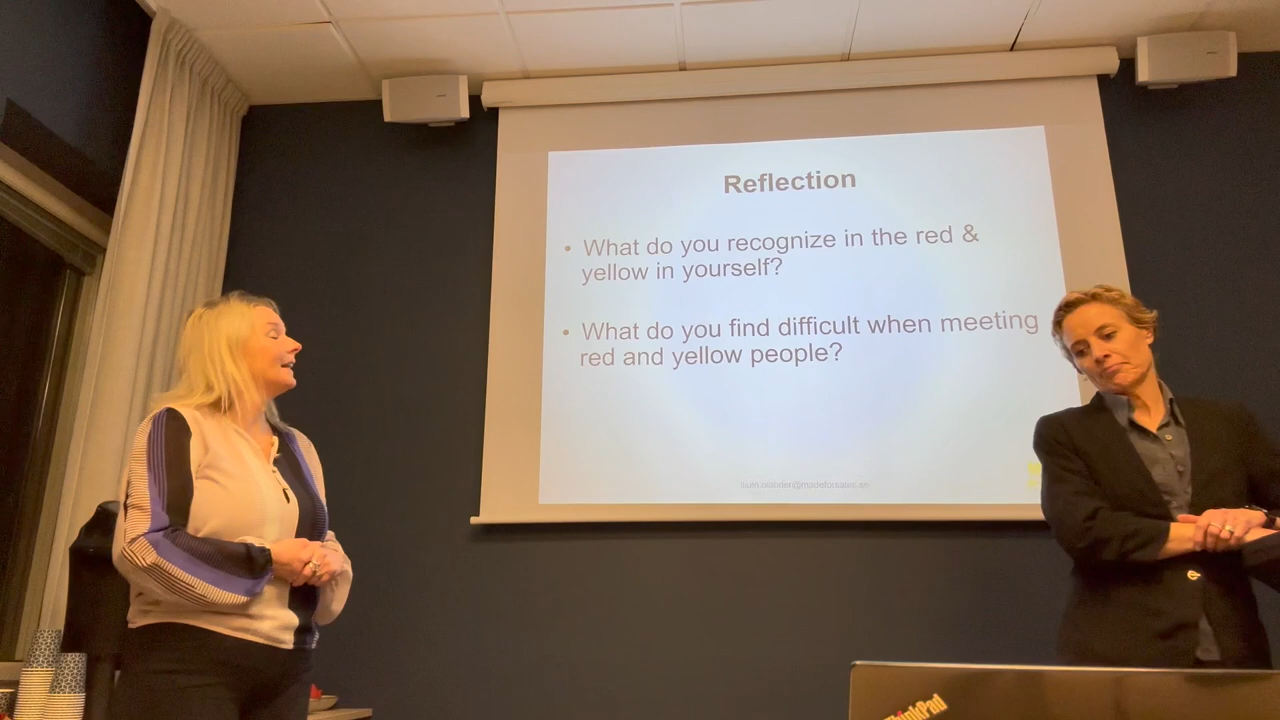 Reflection
• What do you recognize in the red &
yellow in yourself?
• What do you find difficult when meeting
red and yellow people?
ThinkPad